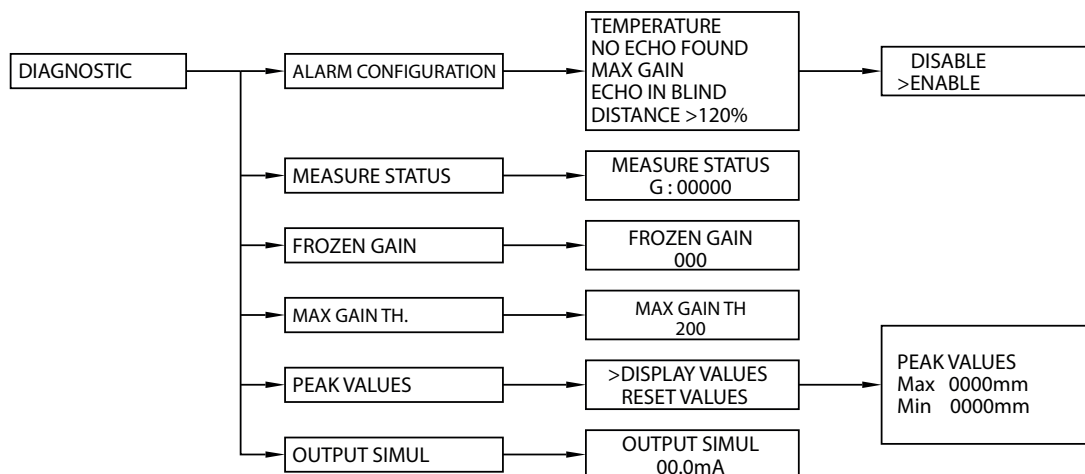 DIAGNOSTIC
ALARM CONFIGURATION
TEMPERATURE
NO ECHO FOUND
MAX GAIN
ECHO IN BLIND
DISTANCE >120%
DISABLE
>ENABLE
MEASURE STATUS
MEASURE STATUS
G : 00000
FROZEN GAIN
FROZEN GAIN
000
MAX GAIN TH.
MAX GAIN TH
200
PEAK VALUES
>DISPLAY VALUES
RESET VALUES
PEAK VALUES
Max 0000mm
Min 0000mm
OUTPUT SIMUL
OUTPUT SIMUL
00.0mA